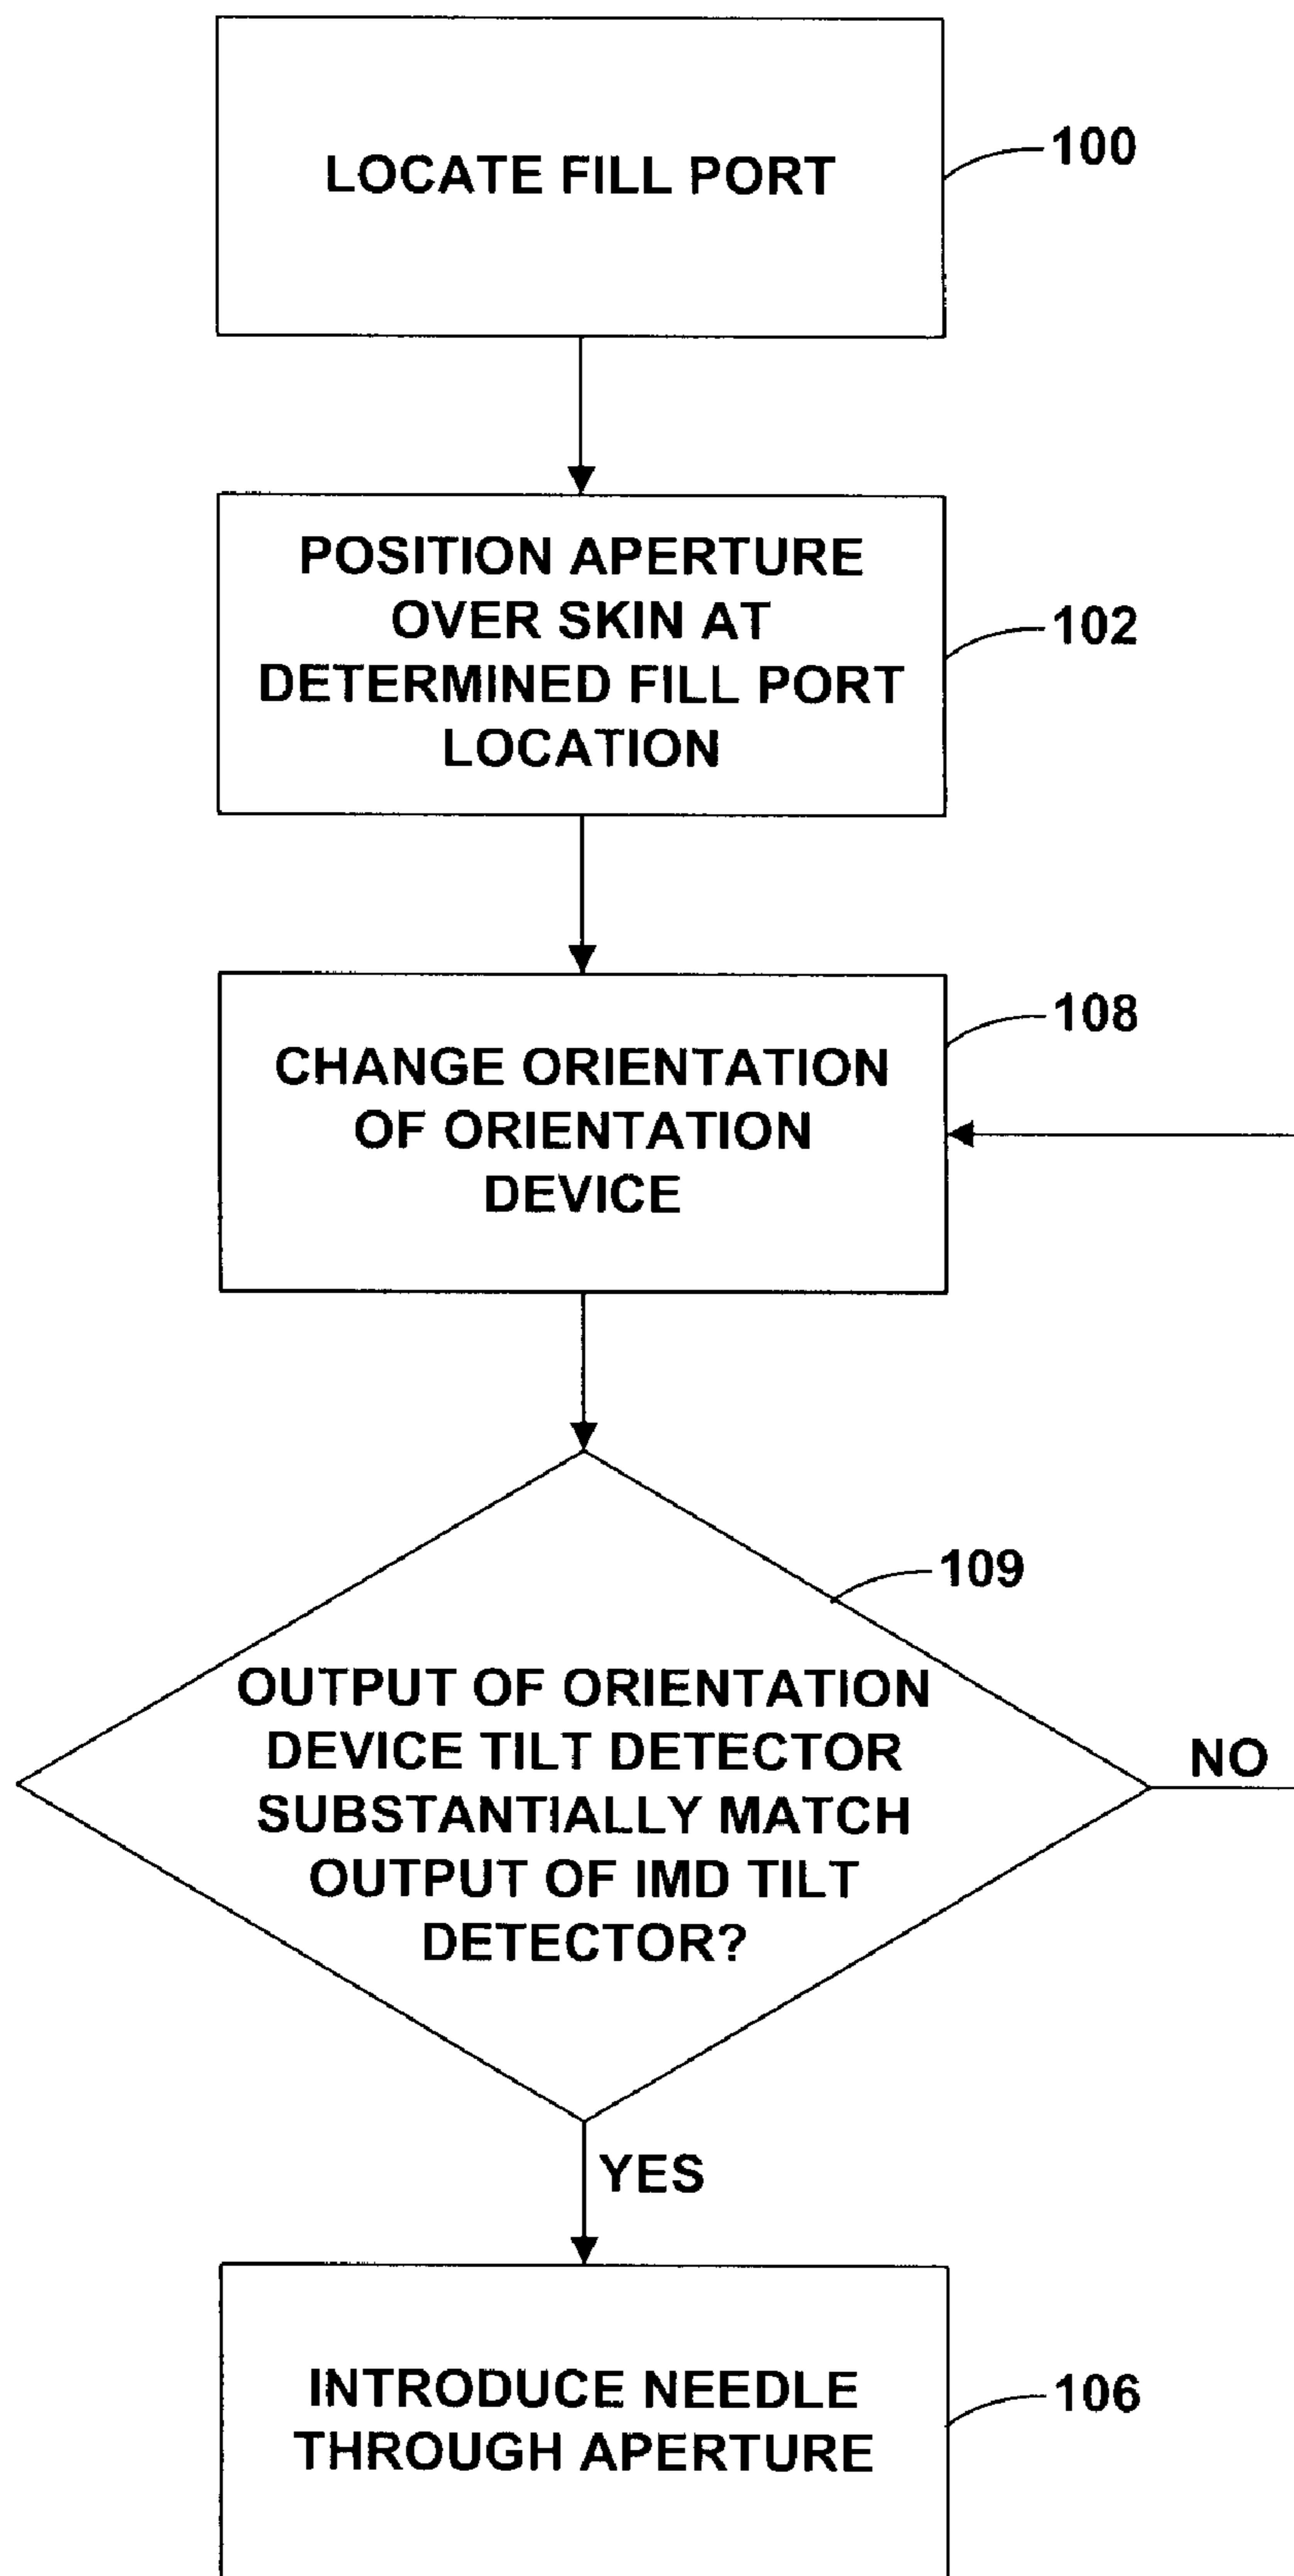 LOCATE FILL PORT
100
POSITION APERTURE
OVER SKIN AT
DETERMINED FILL PORT
LOCATION
102
CHANGE ORIENTATION
OF ORIENTATION
DEVICE
108
109
OUTPUT OF ORIENTATION
DEVICE TILT DETECTOR
SUBSTANTIALLY MATCH
OUTPUT OF IMD TILT
DETECTOR?
NO
YES
INTRODUCE NEEDLE
THROUGH APERTURE
106